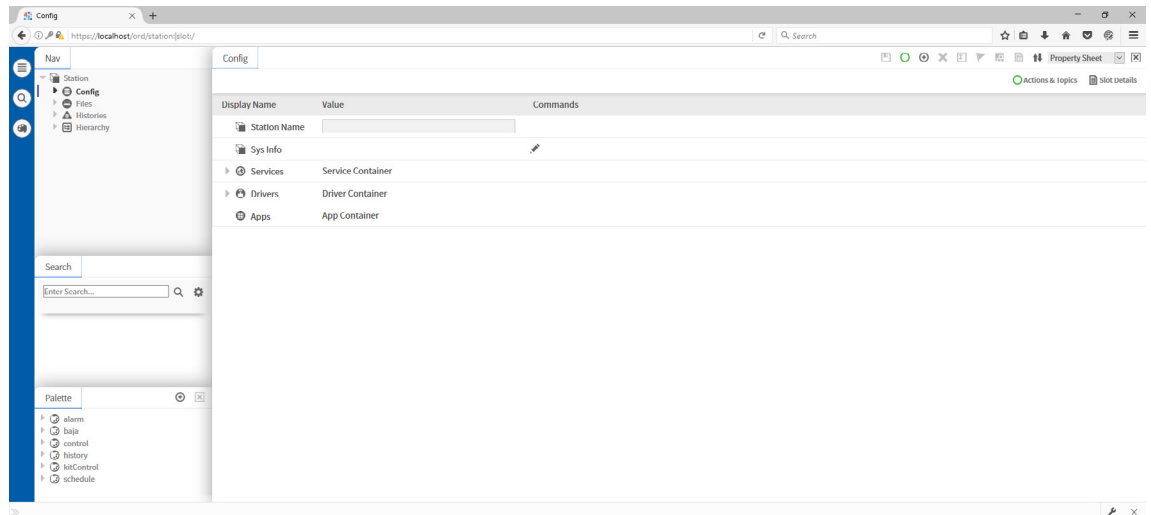 Config
https://localhost/ord/station:|slot:/
Search
Nav
Station
Config
Files
Histories
Hierarchy
Config
Property Sheet
Actions & Topics
Slot Details
Display Name Value Commands
Station Name
Sys Info
Services Service Container
Drivers Driver Container
Apps App Container
Search
Enter Search...
Palette
alarm
baja
control
history
kitControl
schedule